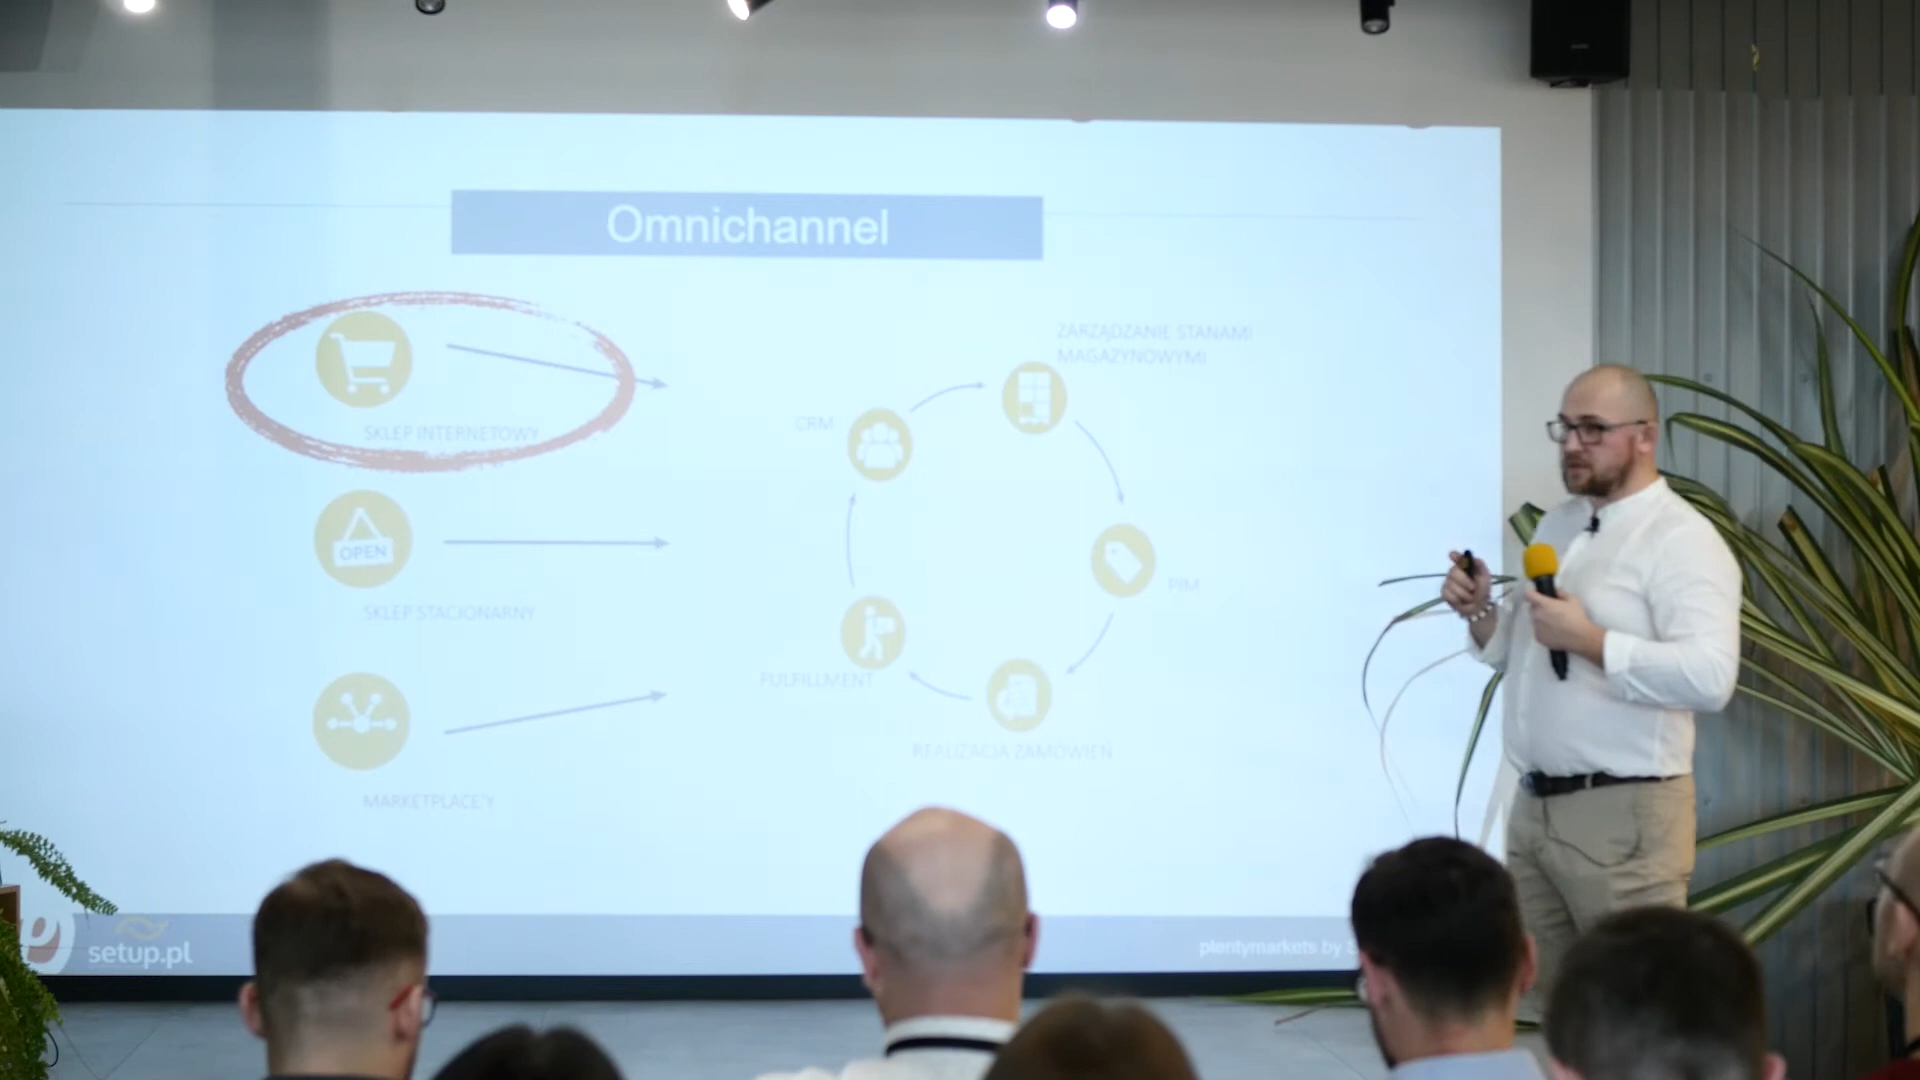 Omnichannel
SKLEP INTERNETOWY
OPEN
SKLEP STACJONARNY
MARKETPLACE'Y
ZARZĄDZANIE STANAMI
MAGAZYNOWYMI
CRM
PIM
FULFILLMENT
REALIZACJA ZAMÓWIEŃ
setup.pl
plentymarkets by S